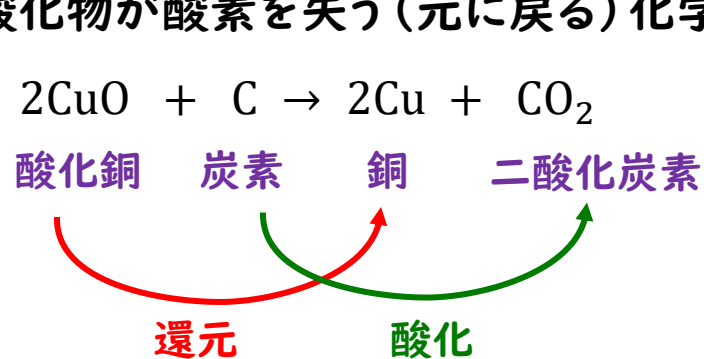 酸化物が酸素を失う(元に戻る)化学
2CuO + C → 2Cu + CO₂
酸化銅 炭素 銅 二酸化炭素
還元 酸化